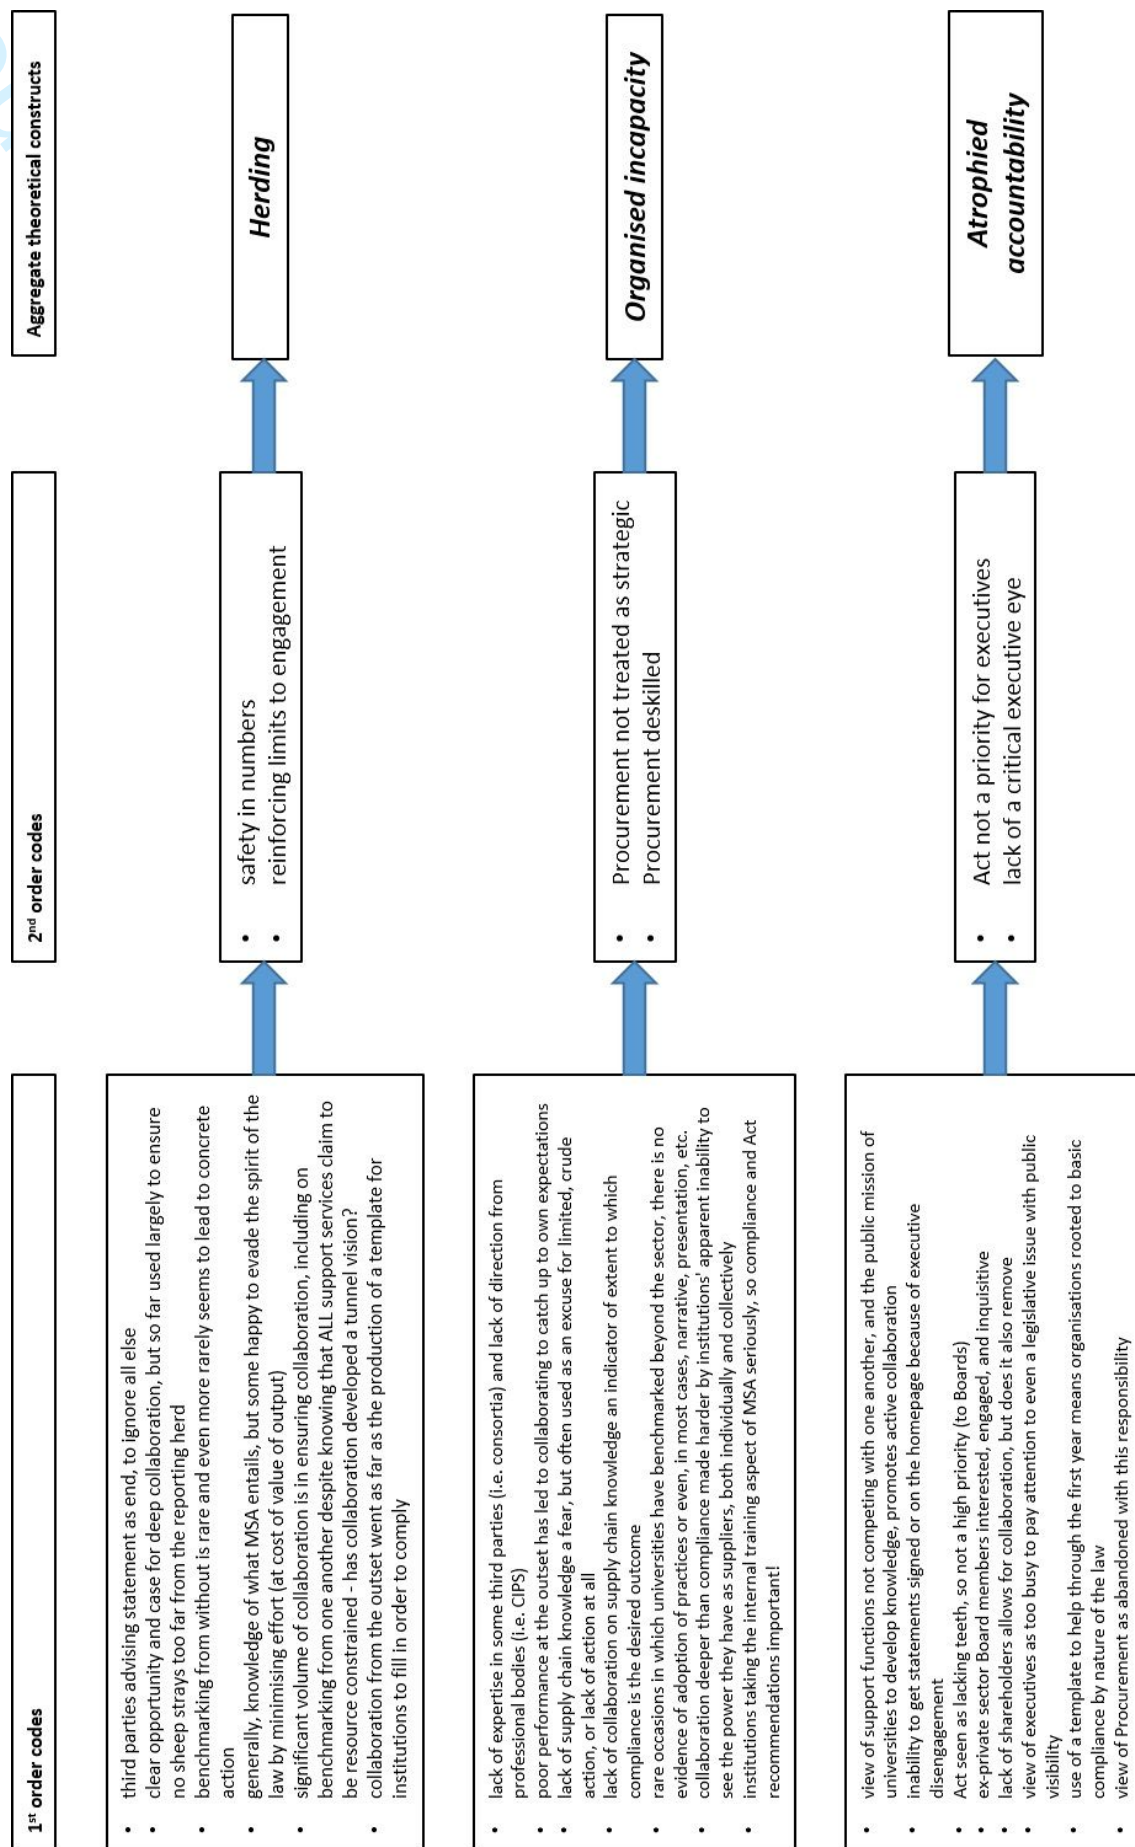 1st order codes
2nd order codes
Aggregate theoretical constructs
• third parties advising statement as end, to ignore all else
• clear opportunity and case for deep collaboration, but so far used largely to ensure
no sheep strays too far from the reporting herd
• benchmarking from without is rare and even more rarely seems to lead to concrete
action
• generally, knowledge of what MSA entails, but some happy to evade the spirit of the
law by minimising effort (at cost of value of output)
• significant volume of collaboration is in ensuring collaboration, including on
benchmarking from one another despite knowing that ALL support services claim to
be resource constrained - has collaboration developed a tunnel vision?
• collaboration from the outset went as far as the production of a template for
institutions to fill in order to comply
• safety in numbers
• reinforcing limits to engagement
Herding
• lack of expertise in some third parties (i.e. consortia) and lack of direction from
professional bodies (i.e. CIPS)
• poor performance at the outset has led to collaborating to catch up to own expectations
• lack of supply chain knowledge a fear, but often used as an excuse for limited, crude
action, or lack of action at all
• lack of collaboration on supply chain knowledge an indicator of extent to which
compliance is the desired outcome
• rare occasions in which universities have benchmarked beyond the sector, there is no
evidence of adoption of practices or even, in most cases, narrative, presentation, etc.
• collaboration deeper than compliance made harder by institutions' apparent inability to
see the power they have as suppliers, both individually and collectively
• institutions taking the internal training aspect of MSA seriously, so compliance and Act
recommendations important!
• Procurement not treated as strategic
• Procurement deskilled
Organised incapacity
• view of support functions not competing with one another, and the public mission of
universities to develop knowledge, promotes active collaboration
• inability to get statements signed or on the homepage because of executive
disengagement
• Act seen as lacking teeth, so not a high priority (to Boards)
• ex-private sector Board members interested, engaged, and inquisitive
• lack of shareholders allows for collaboration, but does it also remove
• view of executives as too busy to pay attention to even a legislative issue with public
visibility
• use of a template to help through the first year means organisations rooted to basic
compliance by nature of the law
• view of Procurement as abandoned with this responsibility
• Act not a priority for executives
• lack of a critical executive eye
Atrophied
accountability